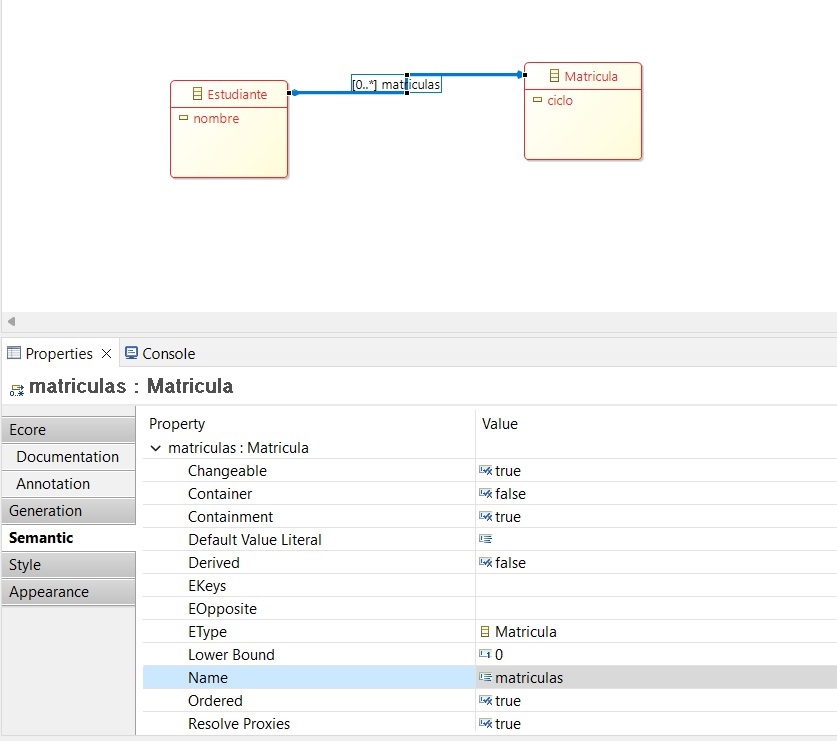 Estudiante
nombre
[0..*] matriculas
Matricula
ciclo
Properties
Console
0..*
matriculas : Matricula
Ecore
Documentation
Annotation
Generation
Semantic
Style
Appearance
Property Value
matriculas : Matricula
Changeable true
Container false
Containment true
Default Value Literal
Derived false
EKeys
EOpposite
EType Matricula
Lower Bound 0
Name matriculas
Ordered true
Resolve Proxies true